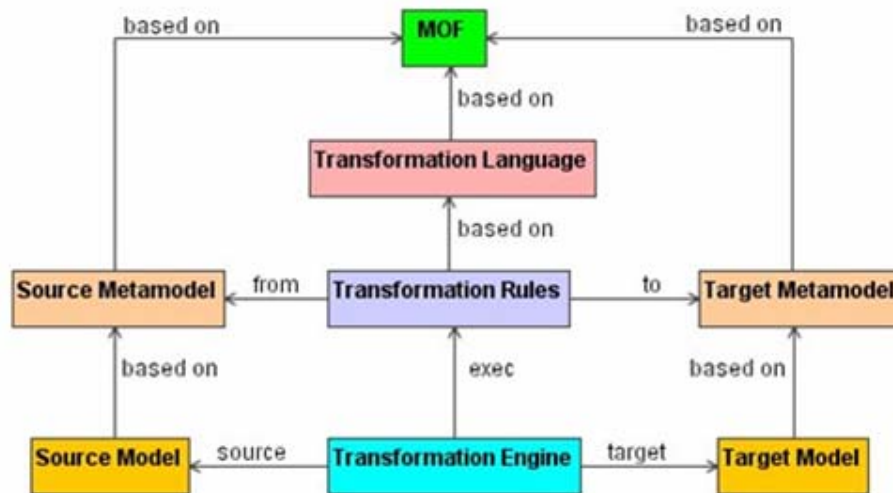 based on
MOF
based on
based on
Transformation Language
based on
Source Metamodel
from
Transformation Rules
to
Target Metamodel
based on
exec
based on
Source Model
source
Transformation Engine
target
Target Model